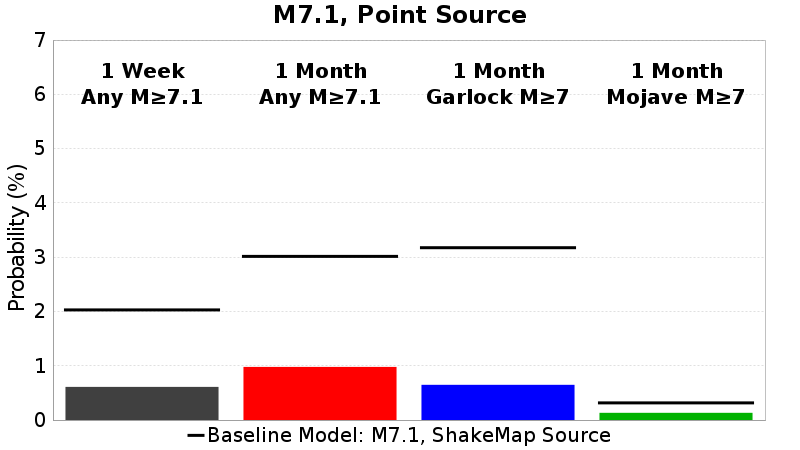 M7.1, Point Source
7
6
5
4
3
2
1
0
Probability (%)
1 Week
Any M≥7.1
1 Month
Any M≥7.1
1 Month
Garlock M≥7
1 Month
Mojave M≥7
Baseline Model: M7.1, ShakeMap Source